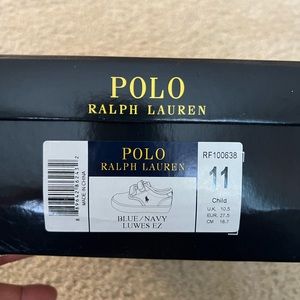 POLO
RALPH LAUREN
POLO
RALPH LAUREN
BLUE/NAVY
LUWES EZ
RF100638
11
Child
U.K. 10.5
EUR. 27.5
CM 16.7
MADE IN CHINA